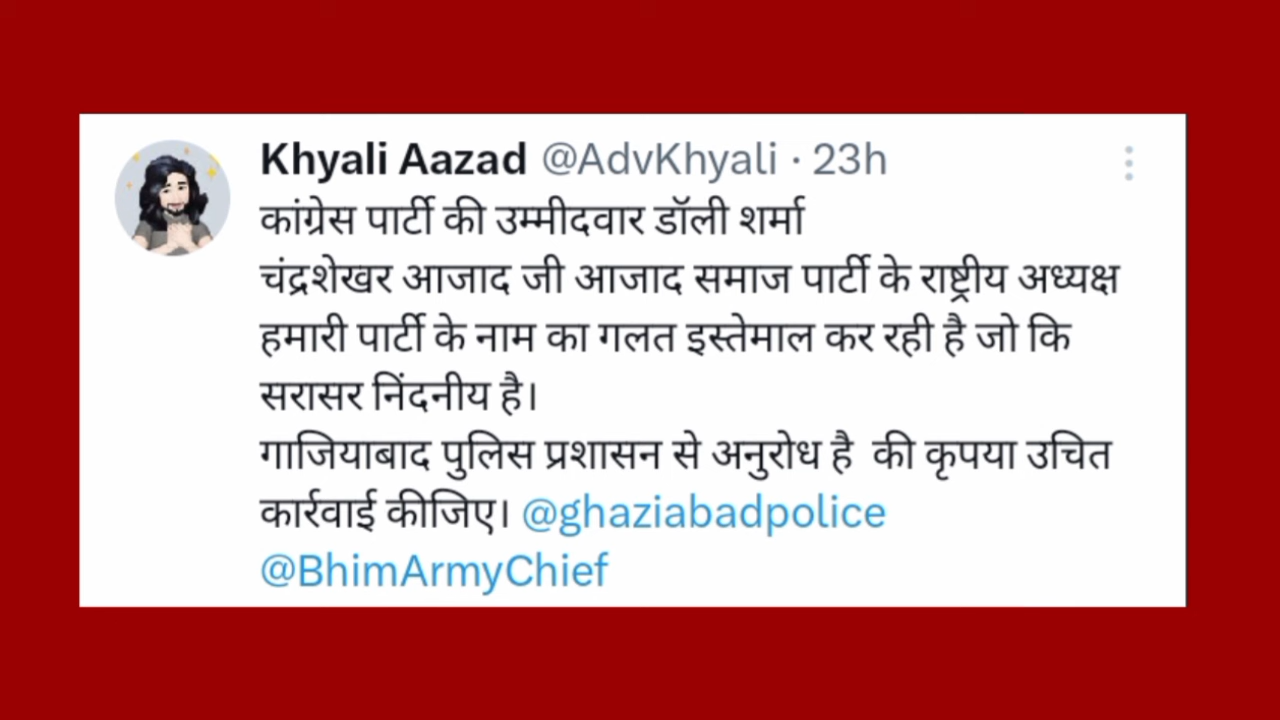 Khyali Aazad @AdvKhyali · 23h
कांग्रेस पार्टी की उम्मीदवार डॉली शर्मा
चंद्रशेखर आजाद जी आजाद समाज पार्टी के राष्ट्रीय अध्यक्ष
हमारी पार्टी के नाम का गलत इस्तेमाल कर रही है जो कि
सरासर निंदनीय है।
गाजियाबाद पुलिस प्रशासन से अनुरोध है  की कृपया उचित
कार्रवाई कीजिए। @ghaziabadpolice
@BhimArmyChief